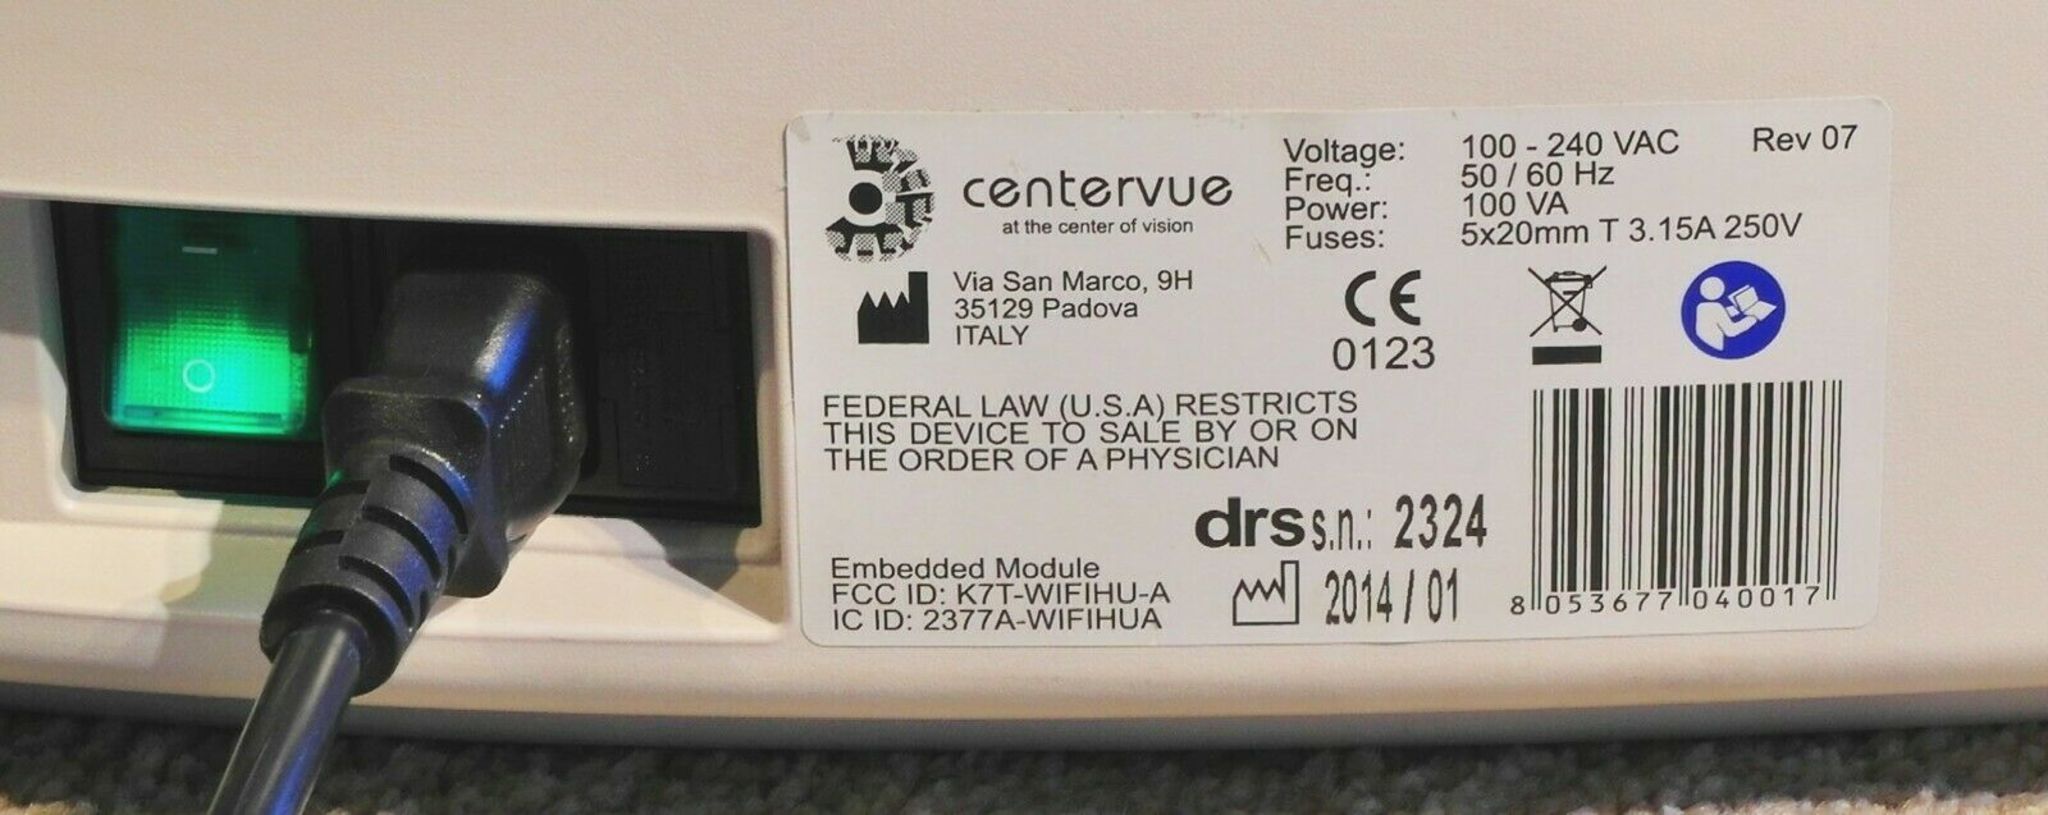 centervue
at the center of vision
Via San Marco, 9H
35129 Padova
ITALY
Voltage: 100 - 240 VAC
Freq.: 50 / 60 Hz
Power: 100 VA
Fuses: 5x20mm T 3.15A 250V
Rev 07
CE
0123
FEDERAL LAW (U.S.A) RESTRICTS
THIS DEVICE TO SALE BY OR ON
THE ORDER OF A PHYSICIAN
drs s.n.: 2324
2014 / 01
Embedded Module
FCC ID: K7T-WIFIHU-A
IC ID: 2377A-WIFIHUA
8 053677 040017